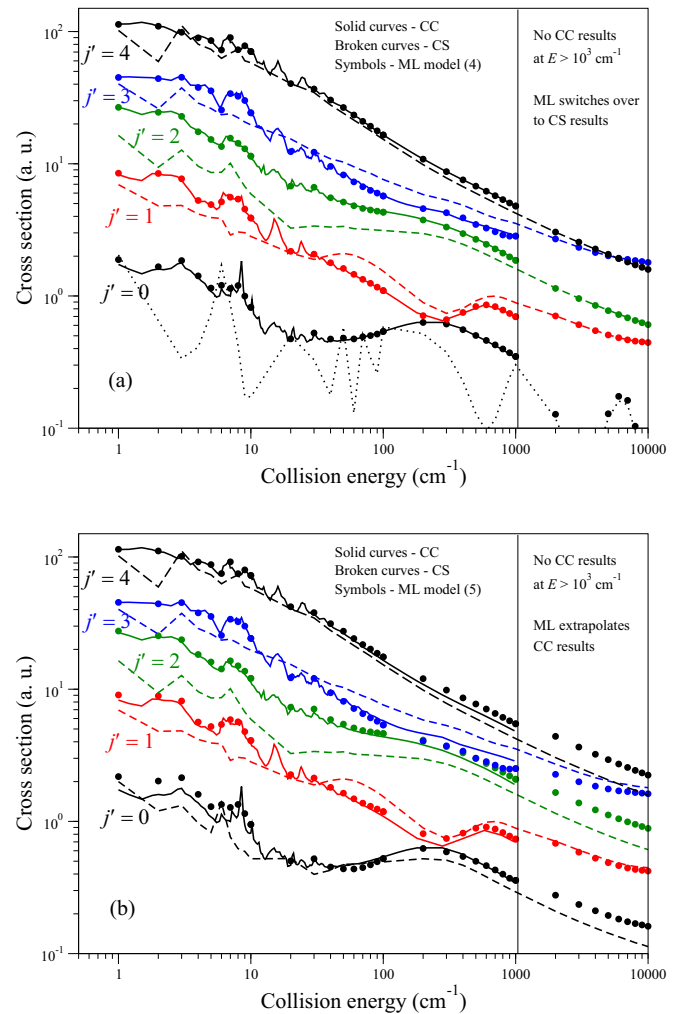 Solid curves - CC
Broken curves - CS
Symbols - ML model (4)
No CC results
at E > 10³ cm⁻¹
ML switches over
to CS results
j' = 4
j' = 3
j' = 2
j' = 1
j' = 0
(a)
Cross section (a. u.)
10²
10¹
10⁰
10⁻¹
1 10 100 1000 10000
Collision energy (cm⁻¹)
Solid curves - CC
Broken curves - CS
Symbols - ML model (5)
No CC results
at E > 10³ cm⁻¹
ML extrapolates
CC results
j' = 4
j' = 3
j' = 2
j' = 1
j' = 0
(b)
Cross section (a. u.)
10²
10¹
10⁰
10⁻¹
1 10 100 1000 10000
Collision energy (cm⁻¹)